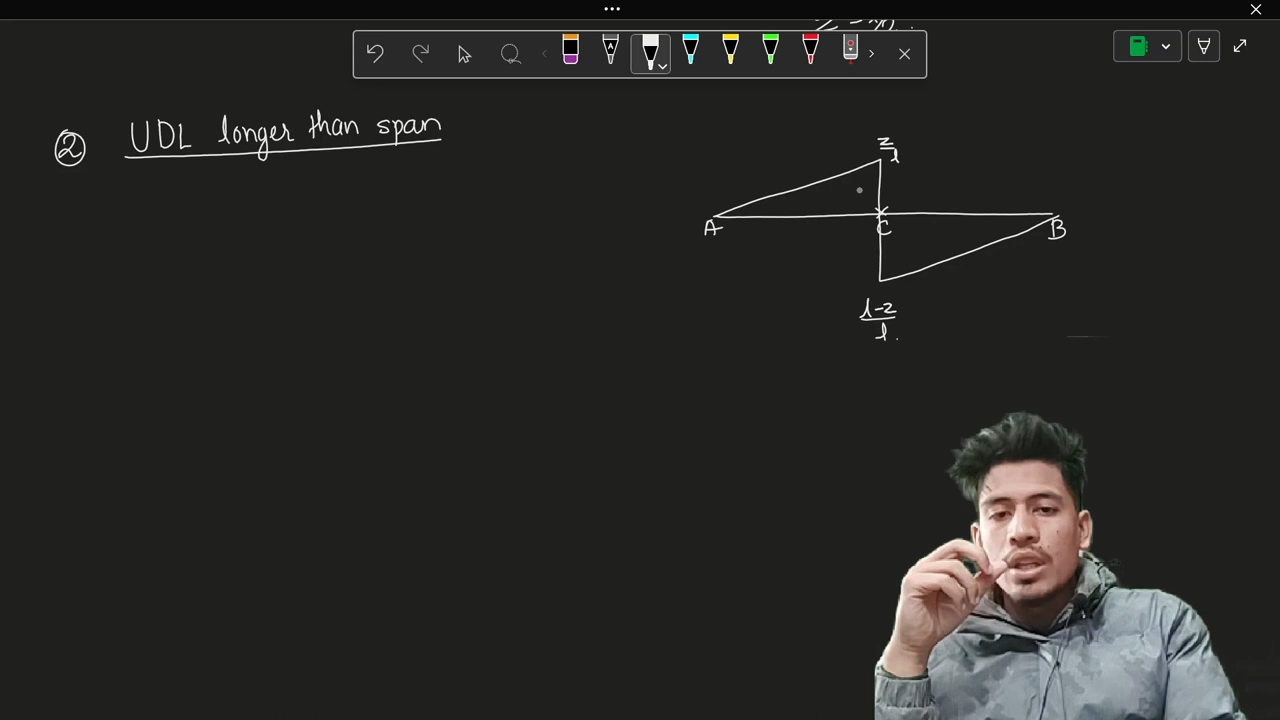 ② UDL longer than span
z/l
A C B
l-z/l.